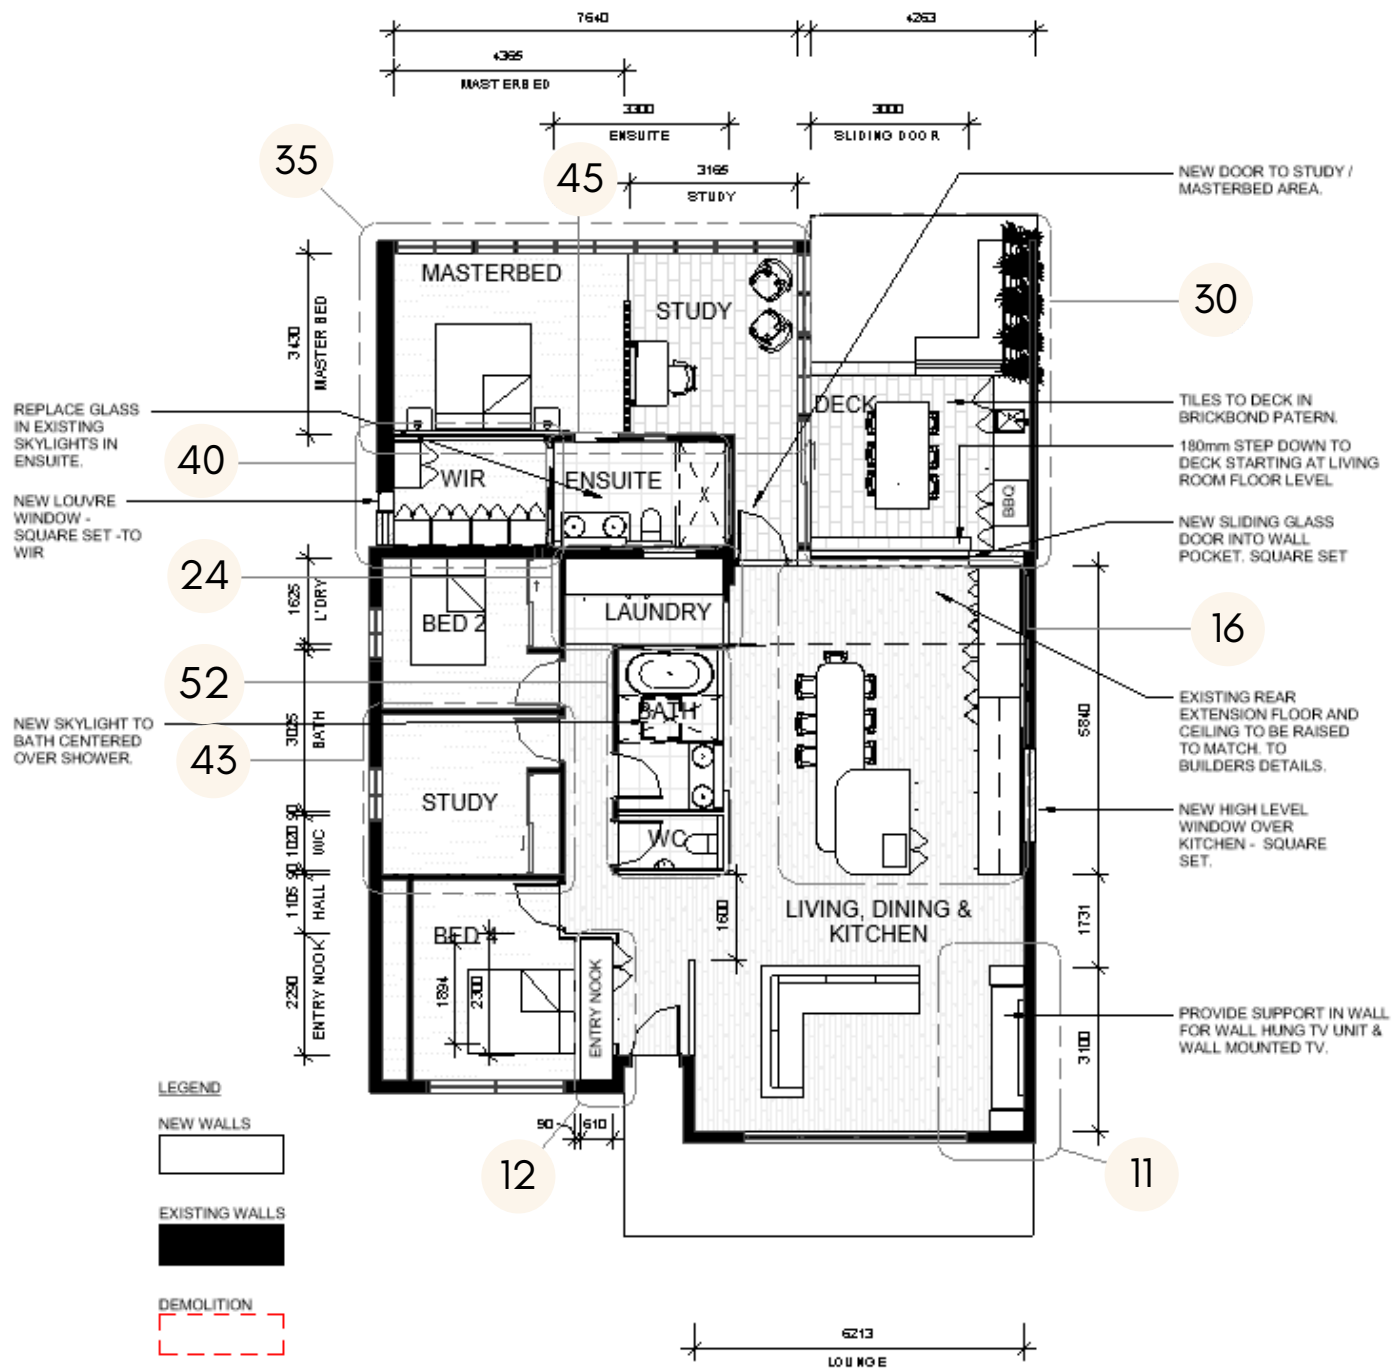 7640
4263
4365
MASTERBED
3300
ENSUITE
3000
SLIDING DOOR
3165
STUDY
35
45
NEW DOOR TO STUDY /
MASTERBED AREA.
MASTERBED
STUDY
30
3430
MASTER BED
REPLACE GLASS
IN EXISTING
SKYLIGHTS IN
ENSUITE.
DECK
TILES TO DECK IN
BRICKBOND PATERN.
40
WIR
ENSUITE
180mm STEP DOWN TO
DECK STARTING AT LIVING
ROOM FLOOR LEVEL
BBQ
NEW LOUVRE
WINDOW -
SQUARE SET -TO
WIR
NEW SLIDING GLASS
DOOR INTO WALL
POCKET. SQUARE SET
24
1625
L'DRY
BED 2
LAUNDRY
16
52
NEW SKYLIGHT TO
BATH CENTERED
OVER SHOWER.
3025
BATH
BATH
5840
EXISTING REAR
EXTENSION FLOOR AND
CEILING TO BE RAISED
TO MATCH. TO
BUILDERS DETAILS.
43
STUDY
90
1020
WC
90
WC
NEW HIGH LEVEL
WINDOW OVER
KITCHEN - SQUARE
SET.
1105
HALL
1600
LIVING, DINING &
KITCHEN
1731
BED 4
2290
ENTRY NOOK
1894
2300
ENTRY NOOK
PROVIDE SUPPORT IN WALL
FOR WALL HUNG TV UNIT &
WALL MOUNTED TV.
3100
LEGEND
NEW WALLS
90
610
12
11
EXISTING WALLS
DEMOLITION
6213
LOUNGE